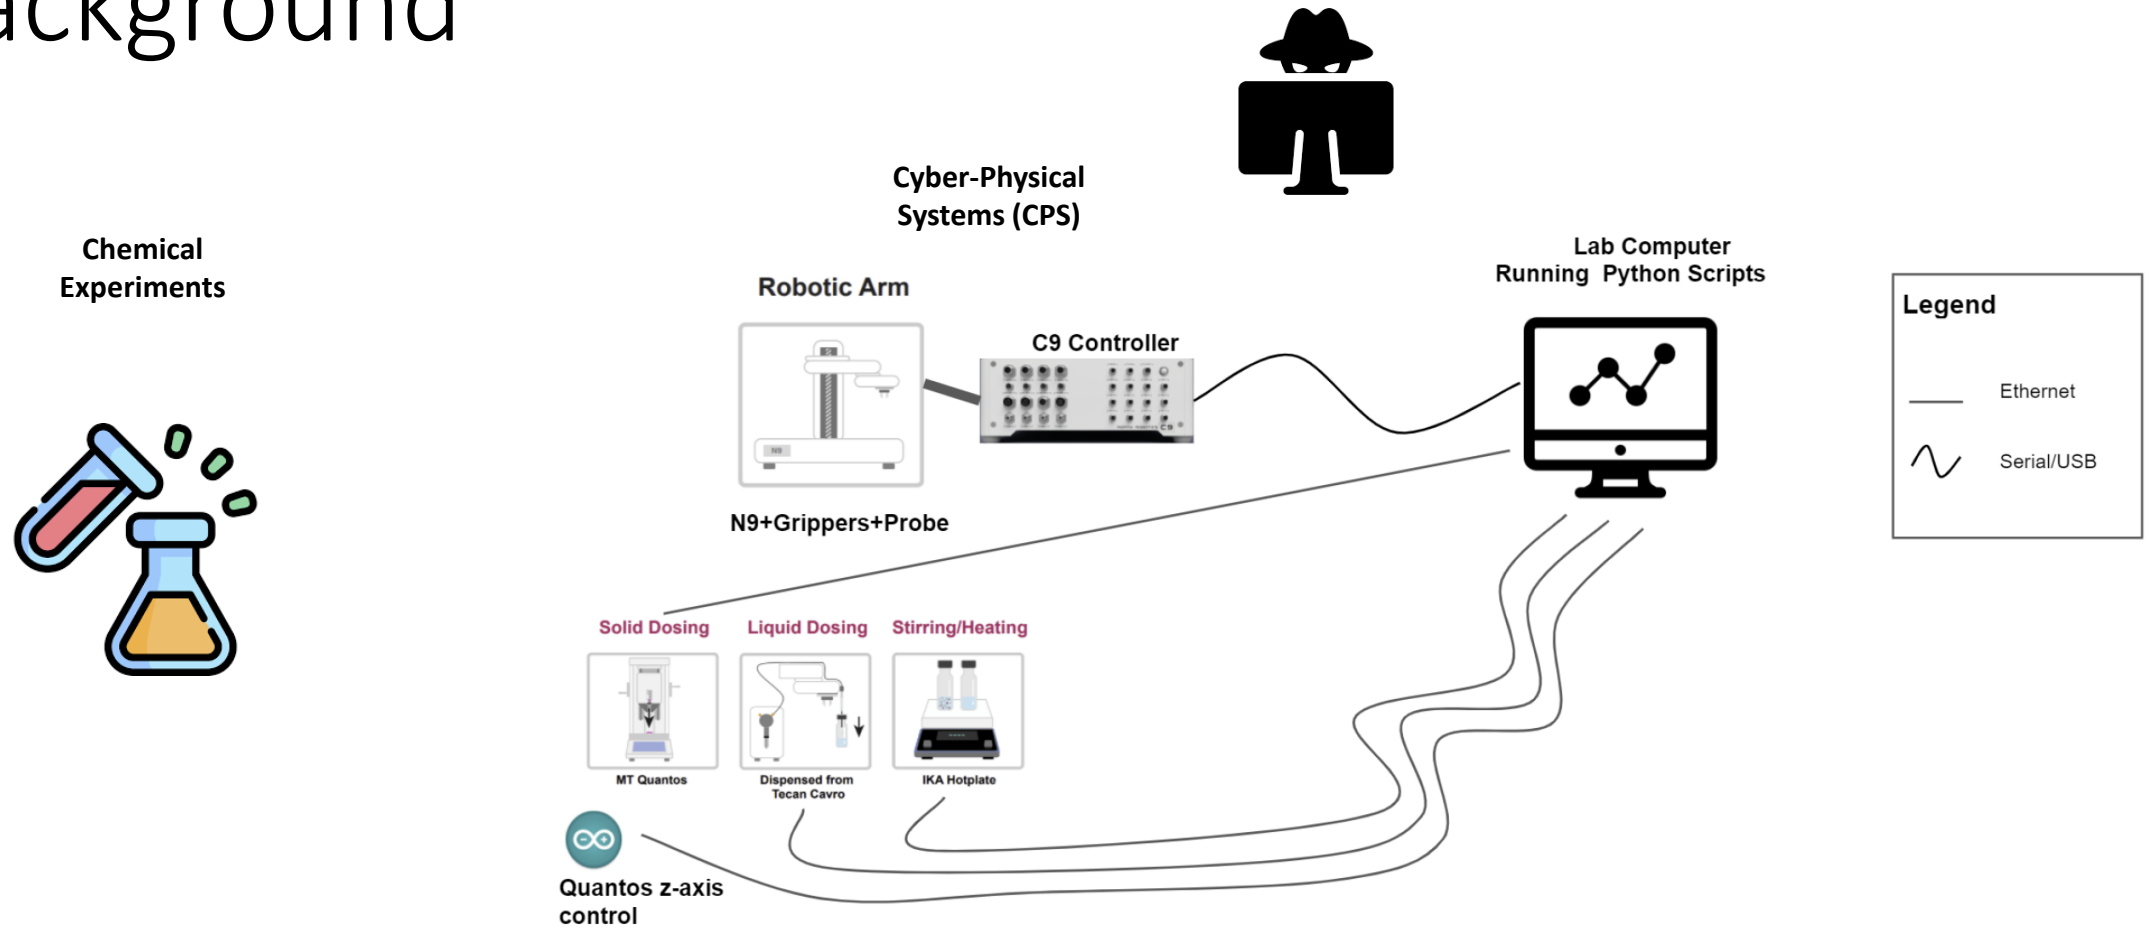 ackground
Cyber-Physical
Systems (CPS)
Chemical
Experiments
Lab Computer
Running Python Scripts
Robotic Arm
C9 Controller
N9
C9
N9+Grippers+Probe
Legend
Ethernet
Serial/USB
Solid Dosing
Liquid Dosing
Stirring/Heating
MT Quantos
Dispensed from
Tecan Cavro
IKA Hotplate
Quantos z-axis
control